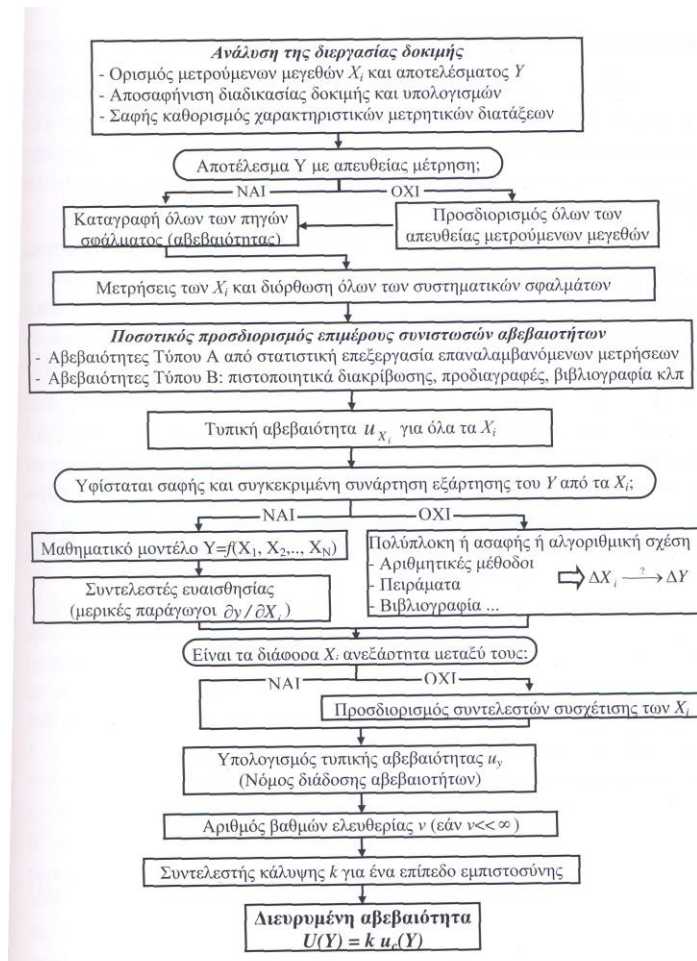 Ανάλυση της διεργασίας δοκιμής
- Ορισμός μετρούμενων μεγεθών Xi και αποτελέσματος Y
- Αποσαφήνιση διαδικασίας δοκιμής και υπολογισμών
- Σαφής καθορισμός χαρακτηριστικών μετρητικών διατάξεων
Αποτέλεσμα Υ με απευθείας μέτρηση;
ΝΑΙ ΟΧΙ
Καταγραφή όλων των πηγών
σφάλματος (αβεβαιότητας)
Προσδιορισμός όλων των
απευθείας μετρούμενων μεγεθών
Μετρήσεις των Xi και διόρθωση όλων των συστηματικών σφαλμάτων
Ποσοτικός προσδιορισμός επιμέρους συνιστωσών αβεβαιοτήτων
- Αβεβαιότητες Τύπου Α από στατιστική επεξεργασία επαναλαμβανόμενων μετρήσεων
- Αβεβαιότητες Τύπου Β: πιστοποιητικά διακρίβωσης, προδιαγραφές, βιβλιογραφία κλπ
Τυπική αβεβαιότητα uXi για όλα τα Xi
Υφίσταται σαφής και συγκεκριμένη συνάρτηση εξάρτησης του Y από τα Xi;
ΝΑΙ ΟΧΙ
Μαθηματικό μοντέλο Y=f(X1, X2,.., XN)
Συντελεστές ευαισθησίας
(μερικές παράγωγοι ∂y/∂Xi)
Πολύπλοκη ή ασαφής ή αλγοριθμική σχέση
- Αριθμητικές μέθοδοι
- Πειράματα
- Βιβλιογραφία ...
⇨ ΔXi —?→ ΔY
Είναι τα διάφορα Xi ανεξάρτητα μεταξύ τους;
ΝΑΙ ΟΧΙ
Προσδιορισμός συντελεστών συσχέτισης των Xi
Υπολογισμός τυπικής αβεβαιότητας uy
(Νόμος διάδοσης αβεβαιοτήτων)
Αριθμός βαθμών ελευθερίας ν (εάν ν<<∞)
Συντελεστής κάλυψης k για ένα επίπεδο εμπιστοσύνης
Διευρυμένη αβεβαιότητα
U(Y) = k uc(Y)